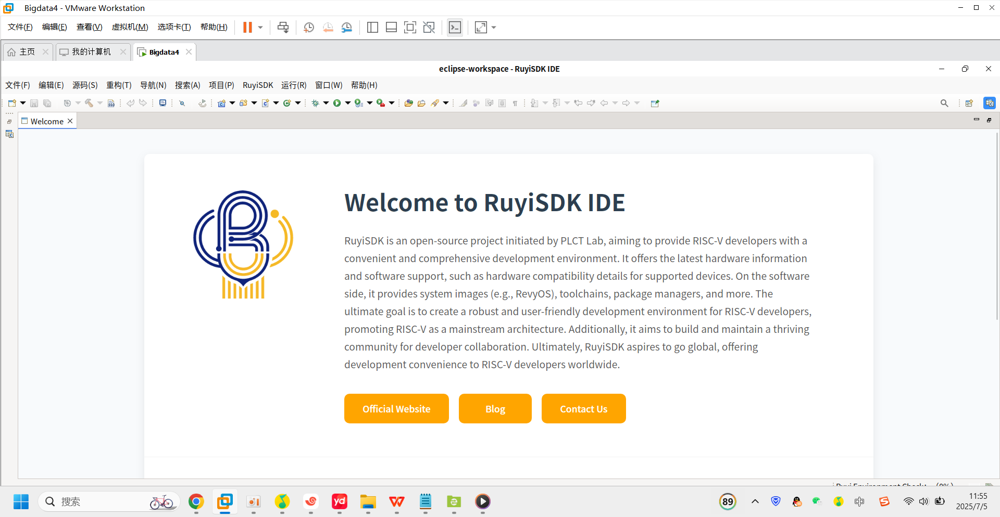 Bigdata4 - VMware Workstation
文件(F) 编辑(E) 查看(V) 虚拟机(M) 选项卡(T) 帮助(H)
主页 我的计算机 Bigdata4
eclipse-workspace - RuyiSDK IDE
文件(F) 编辑(E) 源码(S) 重构(T) 导航(N) 搜索(A) 项目(P) RuyiSDK 运行(R) 窗口(W) 帮助(H)
Welcome
Welcome to RuyiSDK IDE
RuyiSDK is an open-source project initiated by PLCT Lab, aiming to provide RISC-V developers with a
convenient and comprehensive development environment. It offers the latest hardware information
and software support, such as hardware compatibility details for supported devices. On the software
side, it provides system images (e.g., RevyOS), toolchains, package managers, and more. The
ultimate goal is to create a robust and user-friendly development environment for RISC-V developers,
promoting RISC-V as a mainstream architecture. Additionally, it aims to build and maintain a thriving
community for developer collaboration. Ultimately, RuyiSDK aspires to go global, offering
development convenience to RISC-V developers worldwide.
Official Website Blog Contact Us
Ruyi Environment Check: (0%)
搜索
yd
89
中
11:55
2025/7/5